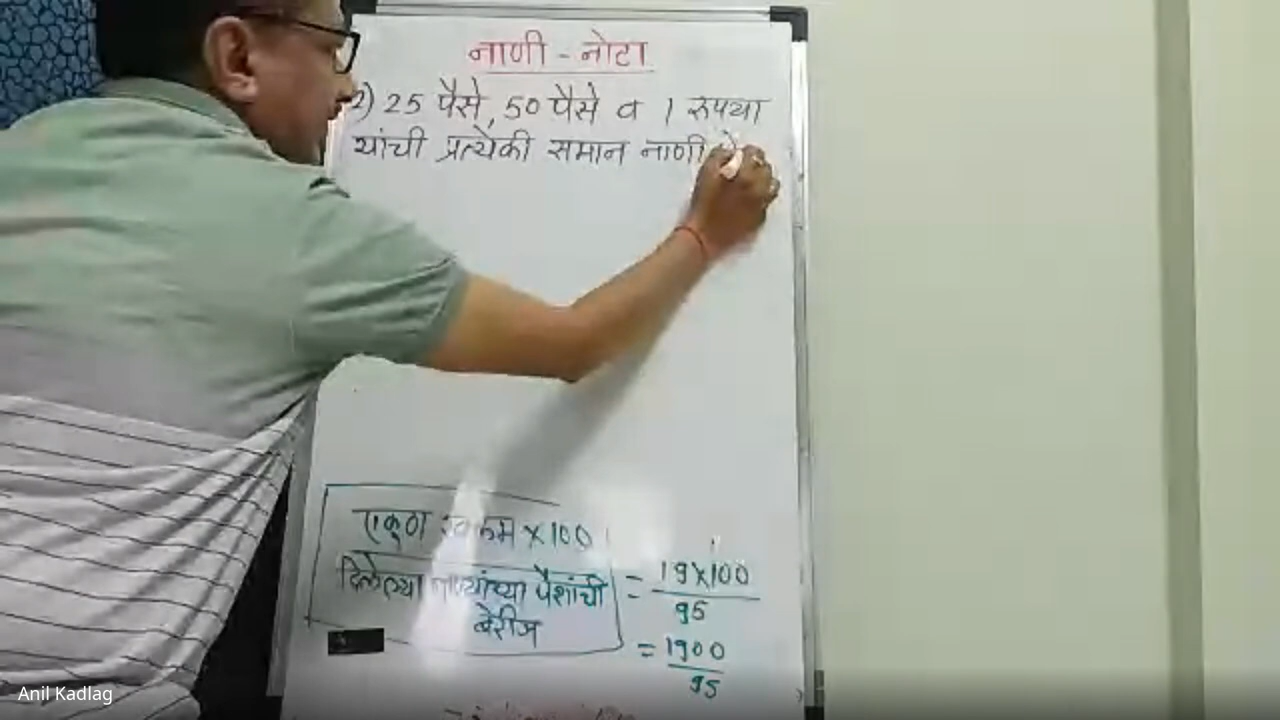 नाणी - नोटा
2) 25 पैसे, 50 पैसे व 1 रुपया
यांची प्रत्येकी समान नाणी
एकूण रक्कम x 100
दिलेल्या नाण्यांच्या पैशांची
बेरीज
= 19x100
95
= 1900
95
Anil Kadlag